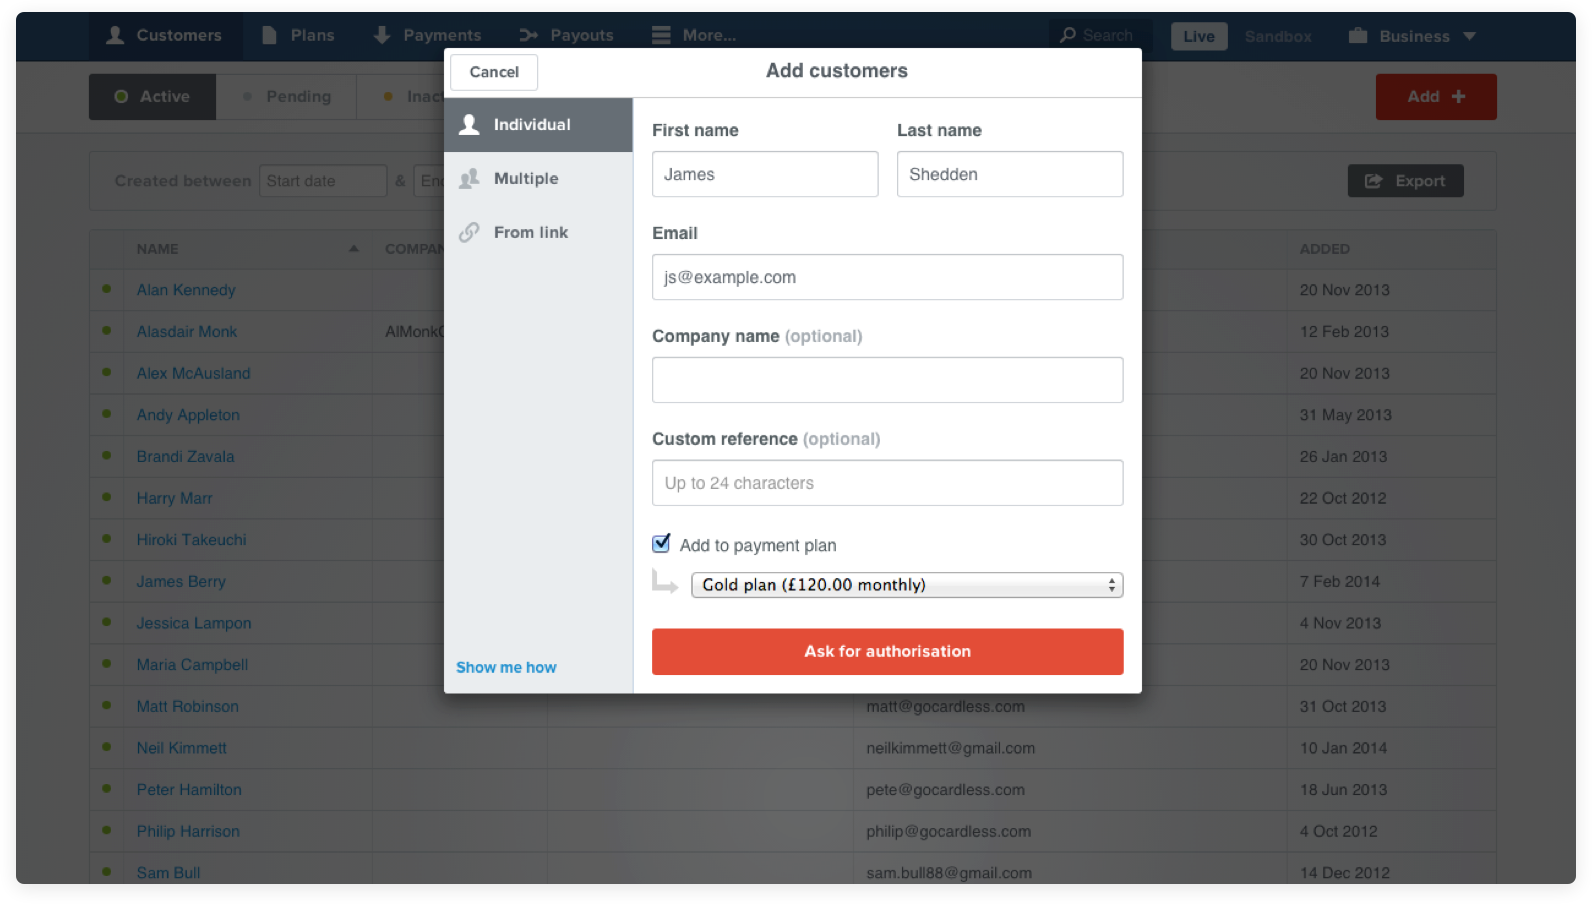 Customers Plans Payments Payouts More... Search Live Sandbox Business
Cancel Add customers
Active Pending Add
Individual First name Last name
James Shedden
Multiple
Created between Start date & Export
From link Email
js@example.com
NAME ADDED
Alan Kennedy 20 Nov 2013
Company name (optional)
Alasdair Monk 12 Feb 2013
Alex McAusland 20 Nov 2013
Andy Appleton 31 May 2013
Custom reference (optional)
Brandi Zavala 26 Jan 2013
Up to 24 characters
Harry Marr 22 Oct 2012
Hiroki Takeuchi 30 Oct 2013
Add to payment plan
James Berry 7 Feb 2014
Gold plan (£120.00 monthly)
Jessica Lampon 4 Nov 2013
Ask for authorisation
Maria Campbell 20 Nov 2013
Show me how
Matt Robinson matt@gocardless.com 31 Oct 2013
Neil Kimmett neilkimmett@gmail.com 10 Jan 2014
Peter Hamilton pete@gocardless.com 18 Jun 2013
Philip Harrison philip@gocardless.com 4 Oct 2012
Sam Bull sam.bull88@gmail.com 14 Dec 2012